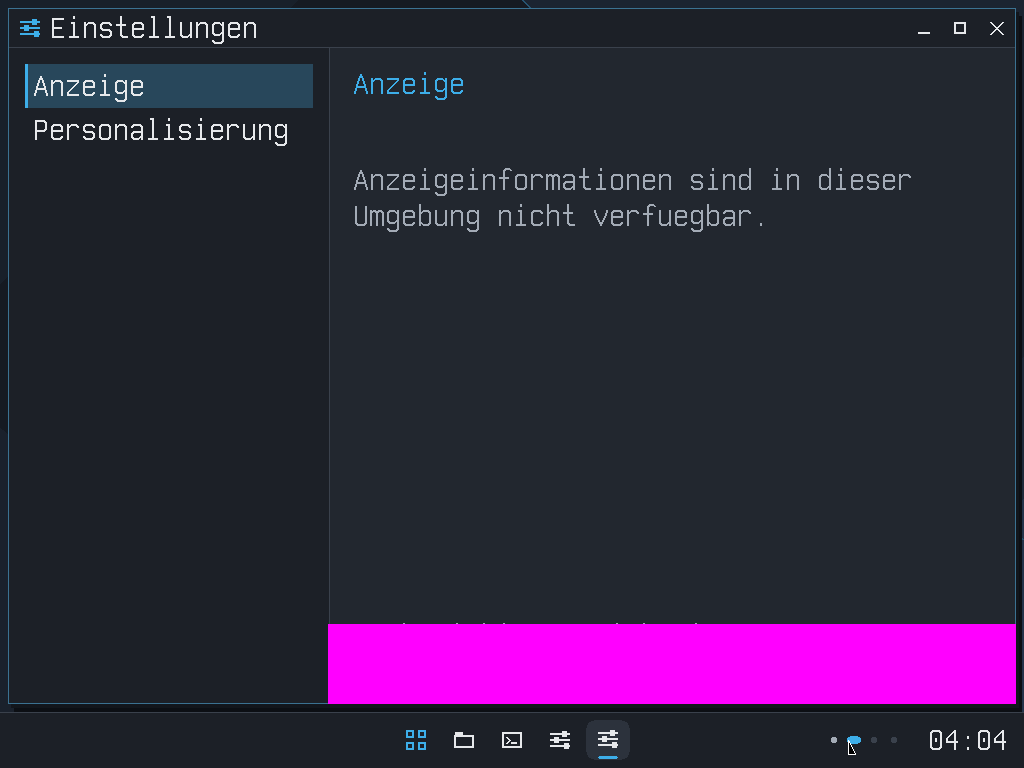 Einstellungen
Anzeige
Personalisierung
Anzeige
Anzeigeinformationen sind in dieser
Umgebung nicht verfuegbar.
04:04